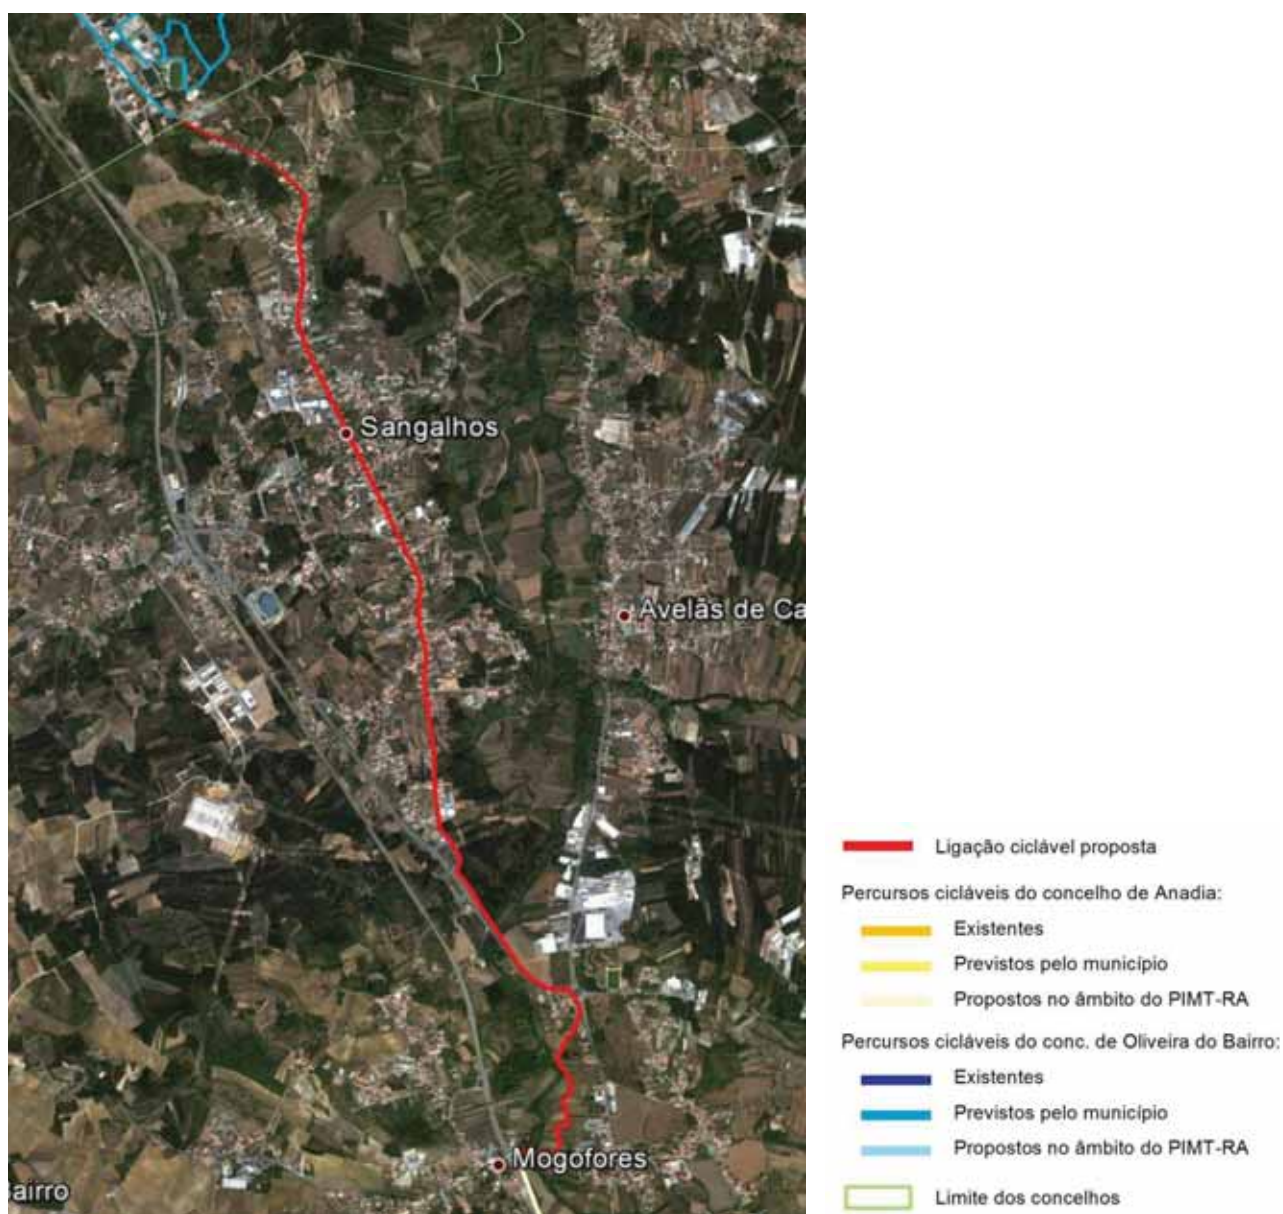 Sangalhos
Avelãs de Ca
Mogofores
Bairro
Ligação ciclável proposta
Percursos cicláveis do concelho de Anadia:
Existentes
Previstos pelo município
Propostos no âmbito do PIMT-RA
Percursos cicláveis do conc. de Oliveira do Bairro:
Existentes
Previstos pelo município
Propostos no âmbito do PIMT-RA
Limite dos concelhos